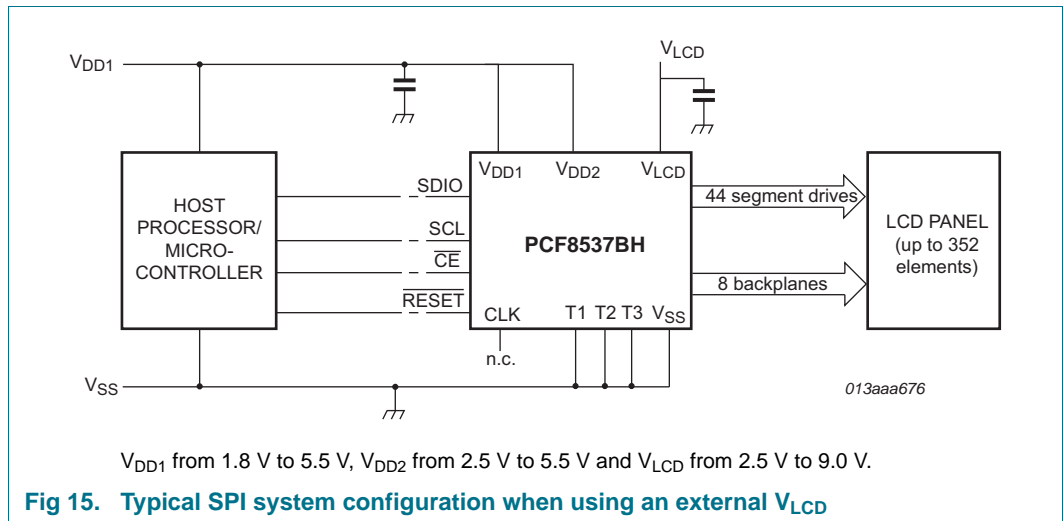 VDD1
VLCD
HOST
PROCESSOR/
MICRO-
CONTROLLER
SDIO
SCL
CE
RESET
VDD1 VDD2 VLCD
PCF8537BH
CLK T1 T2 T3 VSS
n.c.
44 segment drives
8 backplanes
LCD PANEL
(up to 352
elements)
VSS
013aaa676
VDD1 from 1.8 V to 5.5 V, VDD2 from 2.5 V to 5.5 V and VLCD from 2.5 V to 9.0 V.
Fig 15. Typical SPI system configuration when using an external VLCD